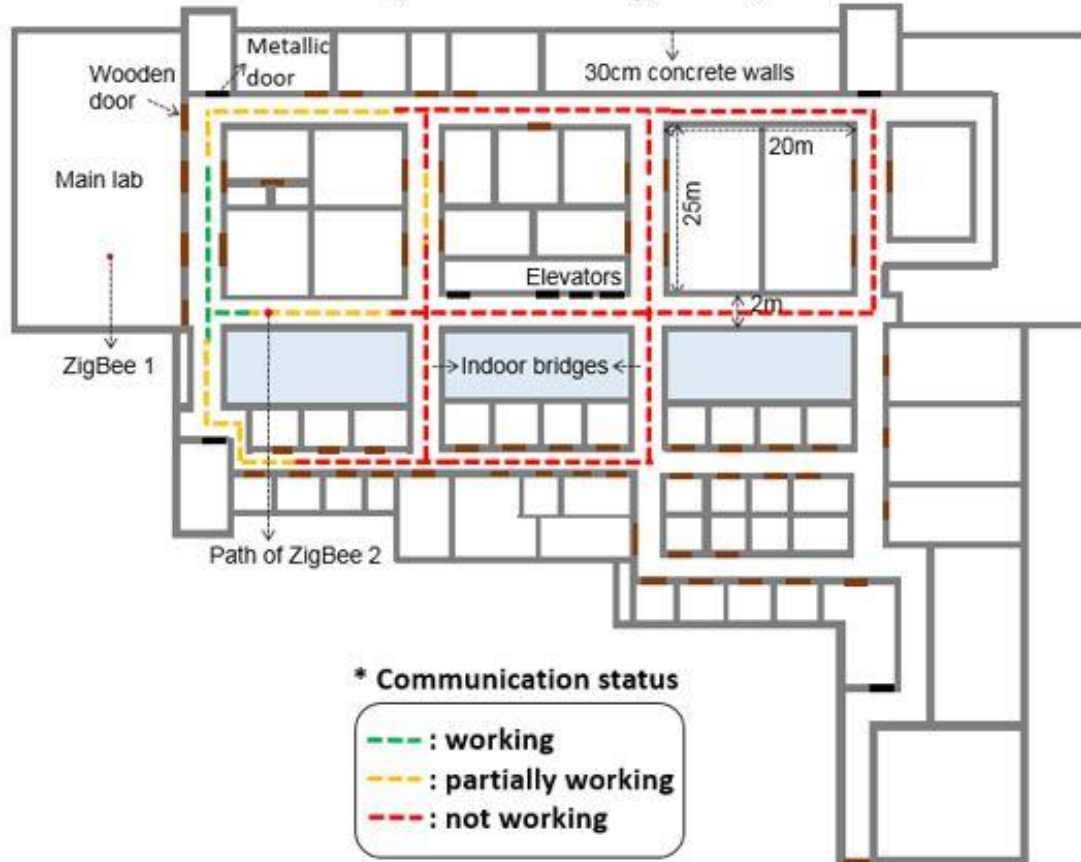 Metallic
door
Wooden
door
30cm concrete walls
20m
25m
Main lab
Elevators
2m
ZigBee 1
Indoor bridges
Path of ZigBee 2
* Communication status
: working
: partially working
: not working